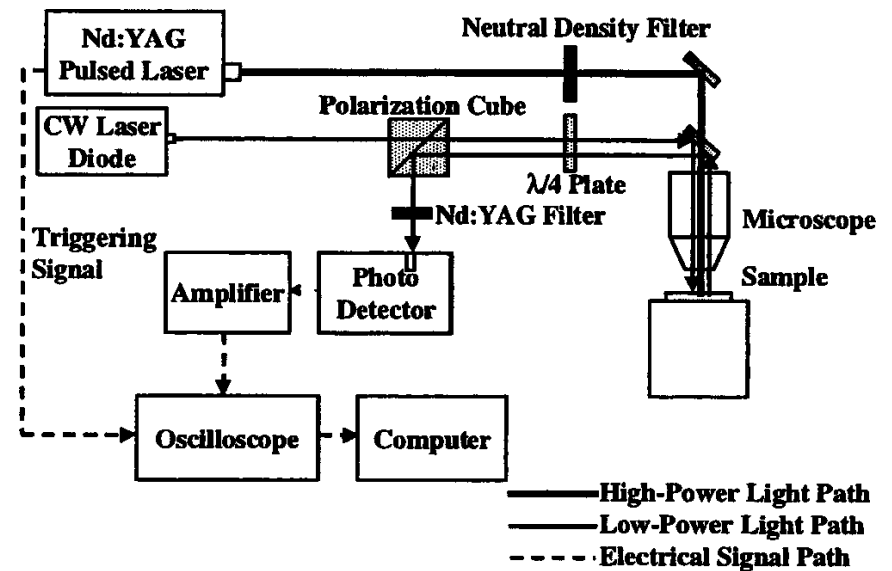 Nd:YAG
Pulsed Laser
Neutral Density Filter
Polarization Cube
CW Laser
Diode
λ/4 Plate
Nd:YAG Filter
Microscope
Triggering
Signal
Amplifier
Photo
Detector
Sample
Oscilloscope
Computer
High-Power Light Path
Low-Power Light Path
Electrical Signal Path